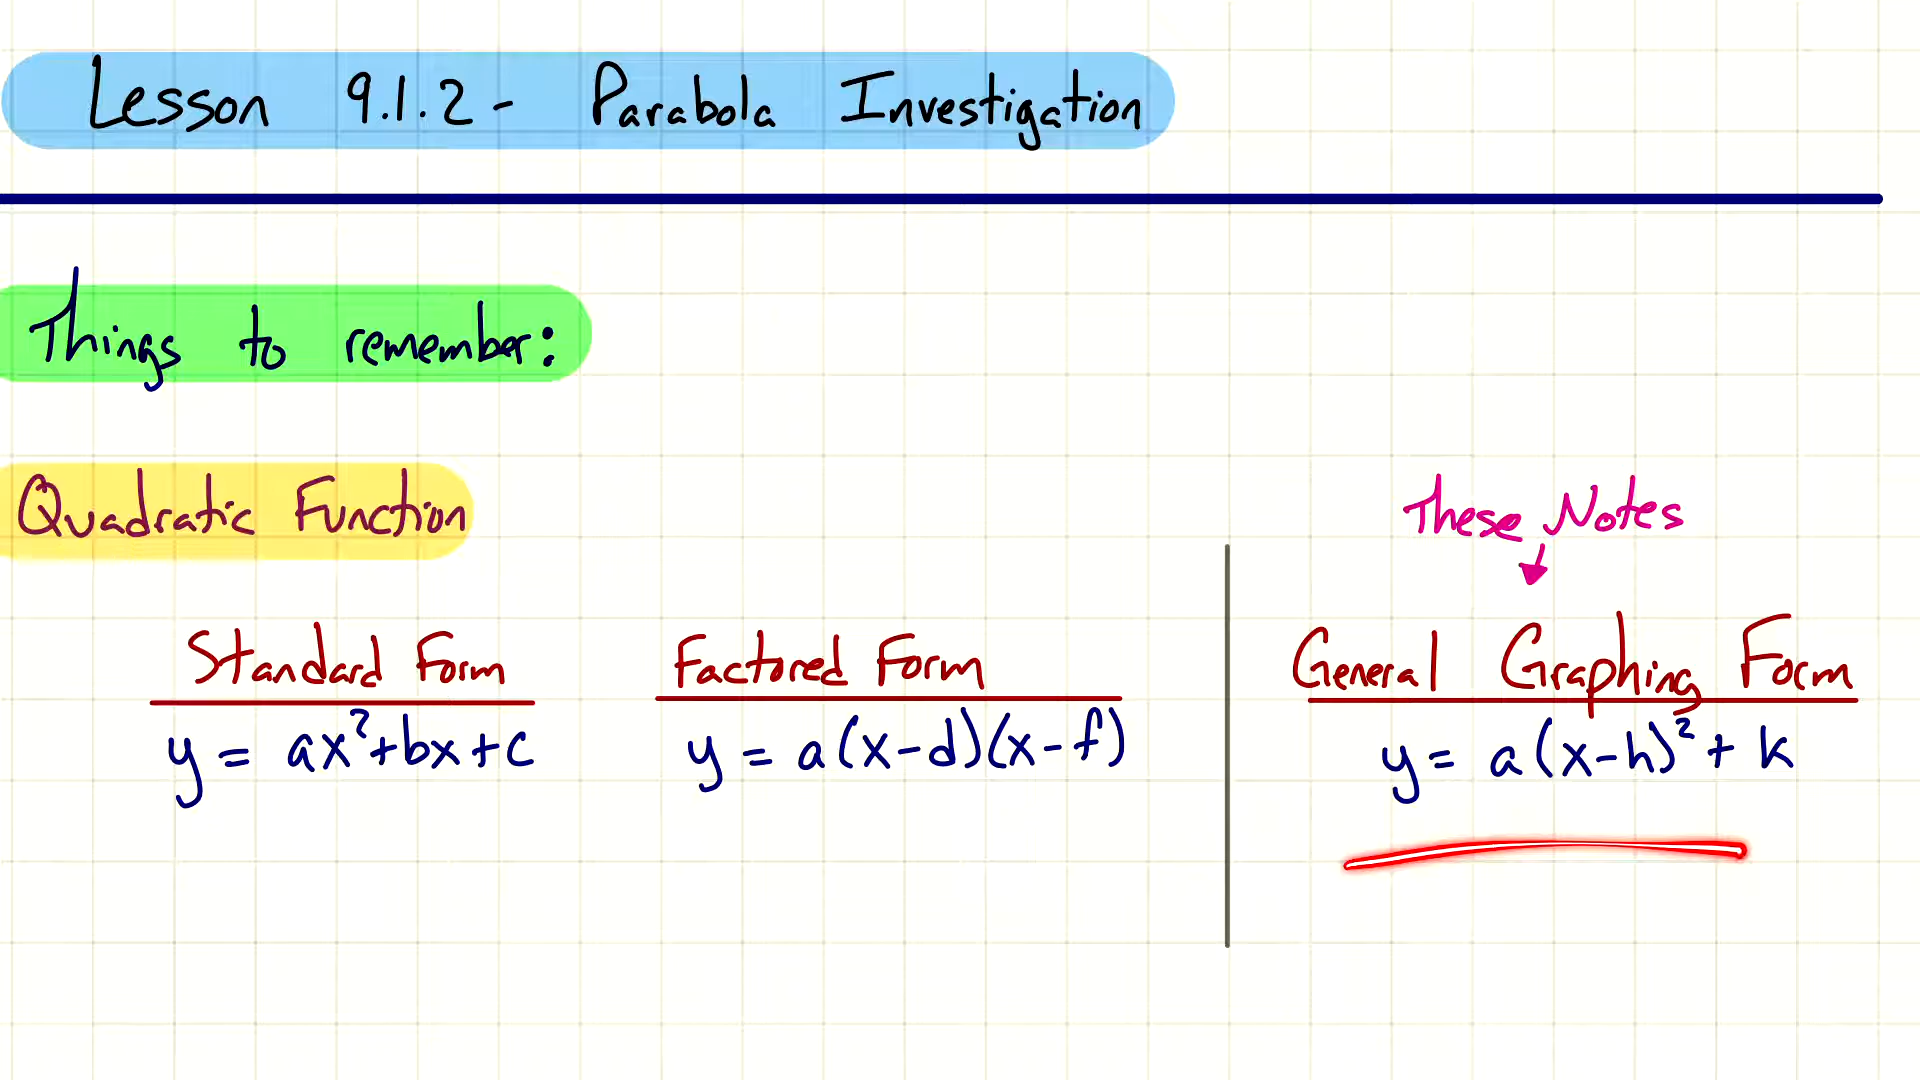 Lesson 9.1.2- Parabola Investigation
Things to remember:
Quadratic Function
These Notes
Standard Form
Factored Form
General Graphing Form
y = ax²+bx+c
y = a(x-d)(x-f)
y = a(x-h)²+ k